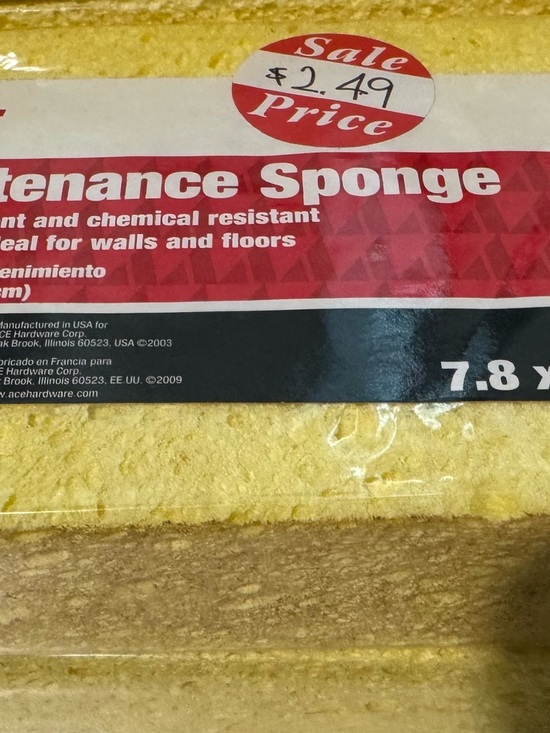 Sale
$2.49
Price
tenance Sponge
nt and chemical resistant
deal for walls and floors
enimiento
cm)
Manufactured in USA for
CE Hardware Corp.
ak Brook, Illinois 60523, USA ©2003
bricado en Francia para
E Hardware Corp.
Brook, Illinois 60523, EE.UU. ©2009
w.acehardware.com
7.8 x